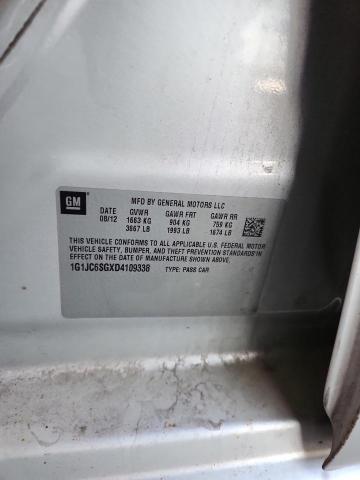 GM
MFD BY GENERAL MOTORS LLC
DATE GVWR GAWR FRT GAWR RR
08/12 1663 KG 904 KG 759 KG
3667 LB 1993 LB 1674 LB
THIS VEHICLE CONFORMS TO ALL APPLICABLE U.S. FEDERAL MOTOR
VEHICLE SAFETY, BUMPER, AND THEFT PREVENTION STANDARDS IN
EFFECT ON THE DATE OF MANUFACTURE SHOWN ABOVE.
1G1JC6SGXD4109338 TYPE: PASS CAR